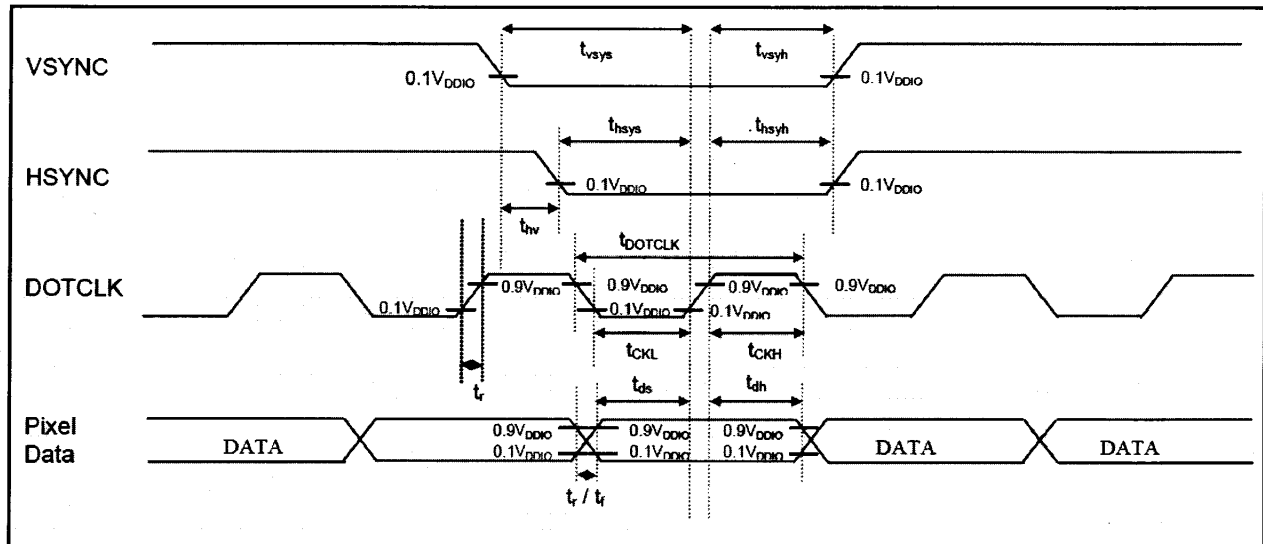 t_vsys t_vsyh
VSYNC 0.1V_DDIO 0.1V_DDIO
t_hsys t_hsyh
HSYNC 0.1V_DDIO 0.1V_DDIO
t_hv
t_DOTCLK
DOTCLK 0.9V_DDIO 0.9V_DDIO 0.9V_DDIO 0.9V_DDIO
0.1V_DDIO 0.1V_DDIO 0.1V_DDIO
t_CKL t_CKH
t_r t_ds t_dh
Pixel 0.9V_DDIO 0.9V_DDIO 0.9V_DDIO
Data DATA 0.1V_DDIO 0.1V_DDIO 0.1V_DDIO DATA DATA
t_r / t_f